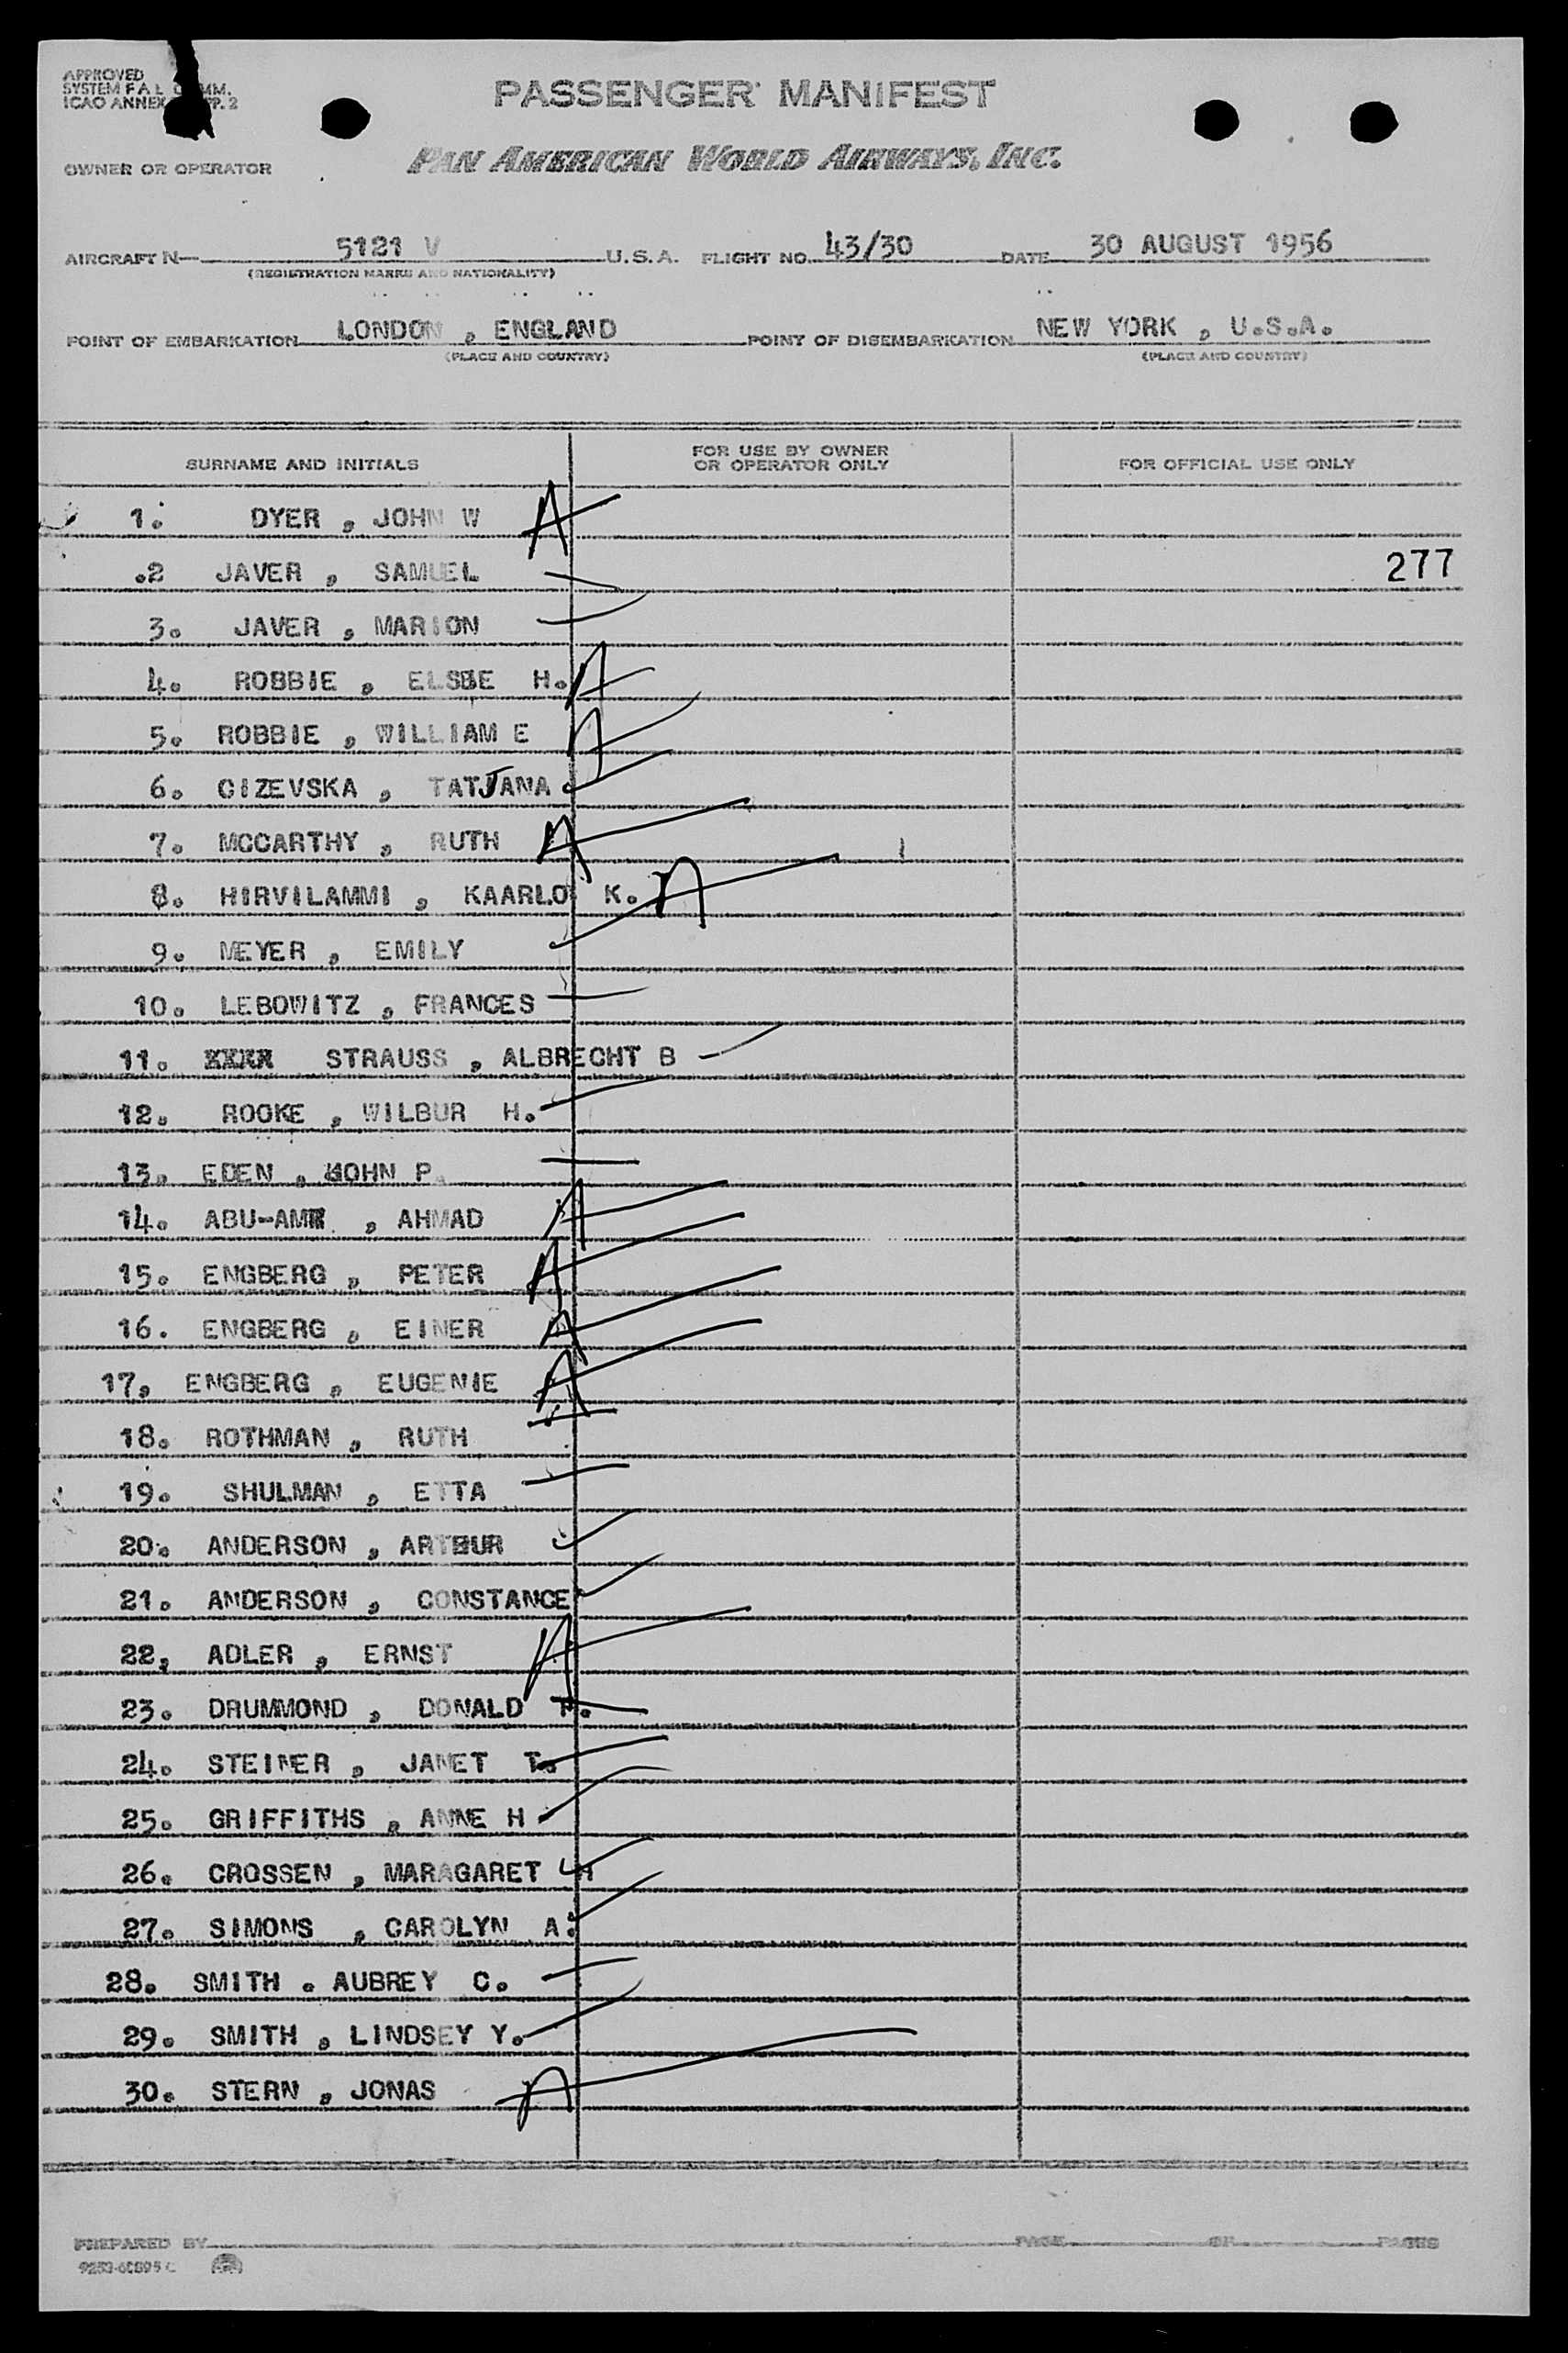 APPROVED
SYSTEM F A L COMM.
ICAO ANNEX APP. 2
PASSENGER MANIFEST
OWNER OR OPERATOR PAN AMERICAN WORLD AIRWAYS, INC.
AIRCRAFT N— 5121 V U.S.A. FLIGHT NO. 43/30 DATE 30 AUGUST 1956
(REGISTRATION MARKS AND NATIONALITY)
POINT OF EMBARKATION LONDON , ENGLAND POINT OF DISEMBARKATION NEW YORK , U.S.A.
(PLACE AND COUNTRY) (PLACE AND COUNTRY)
SURNAME AND INITIALS FOR USE BY OWNER OR OPERATOR ONLY FOR OFFICIAL USE ONLY
1. DYER , JOHN W A
.2 JAVER , SAMUEL 277
3. JAVER , MARION
4. ROBBIE , ELSBE H. A
5. ROBBIE , WILLIAM E A
6. CIZEVSKA , TATJANA
7. MCCARTHY , RUTH A
8. HIRVILAMMI , KAARLO K. A
9. MEYER , EMILY
10. LEBOWITZ , FRANCES
11. XXXX STRAUSS , ALBRECHT B
12. ROOKE , WILBUR H.
13. EDEN , JOHN P.
14. ABU-AMR , AHMAD A
15. ENGBERG , PETER A
16. ENGBERG , EINER A
17, ENGBERG , EUGENIE A
18. ROTHMAN , RUTH
19. SHULMAN , ETTA
20. ANDERSON , ARTHUR
21. ANDERSON , CONSTANCE
22, ADLER , ERNST A
23. DRUMMOND , DONALD
24. STEINER , JANET T.
25. GRIFFITHS , ANNE H
26. CROSSEN , MARAGARET
27. SIMONS , CAROLYN A.
28. SMITH . AUBREY C.
29. SMITH , LINDSEY Y.
30. STERN , JONAS A
PREPARED BY PAGE OF PAGES